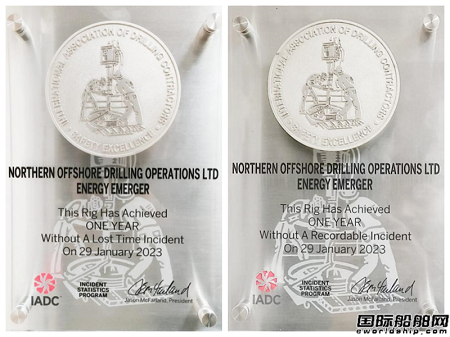 INTERNATIONAL ASSOCIATION OF DRILLING CONTRACTORS
SAFETY EXCELLENCE
NORTHERN OFFSHORE DRILLING OPERATIONS LTD
ENERGY EMERGER
This Rig Has Achieved
ONE YEAR
Without A Lost Time Incident
On 29 January 2023
IADC
INCIDENT
STATISTICS
PROGRAM
Jason McFarland, President
INTERNATIONAL ASSOCIATION OF DRILLING CONTRACTORS
SAFETY EXCELLENCE
NORTHERN OFFSHORE DRILLING OPERATIONS LTD
ENERGY EMERGER
This Rig Has Achieved
ONE YEAR
Without A Recordable Incident
On 29 January 2023
IADC
INCIDENT
STATISTICS
PROGRAM
Jason McFarland, President
国际船舶网
eworldship.com